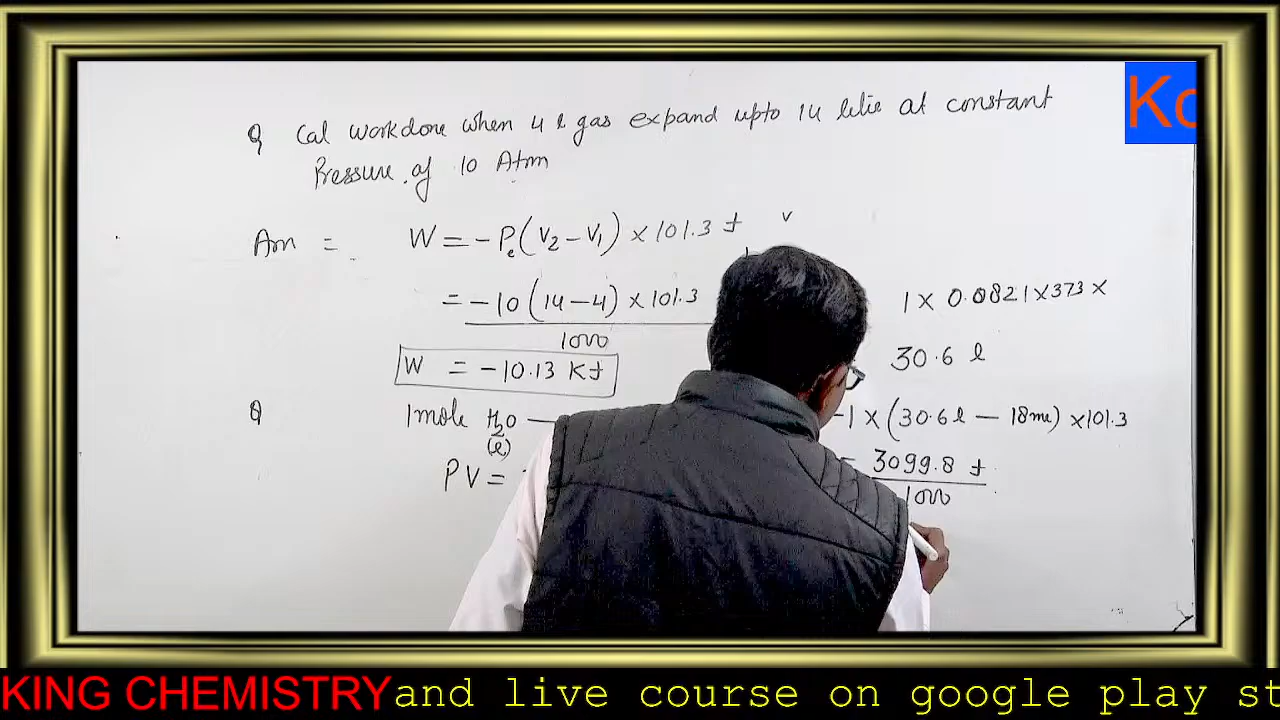 Q Cal workdone when 4 l gas expand upto 14 litre at constant
Pressure of 10 Atm
Ans = W = -Pe(V2 - V1) × 101.3 J
= -10 (14 - 4) × 101.3
1000
W = -10.13 KJ
1 × 0.0821 × 373 ×
30.6 l
Q 1mole H2O
(l)
PV =
-1 × (30.6 l - 18ml) × 101.3
= 3099.8 J
1000
Ko
KING CHEMISTRY and live course on google play st